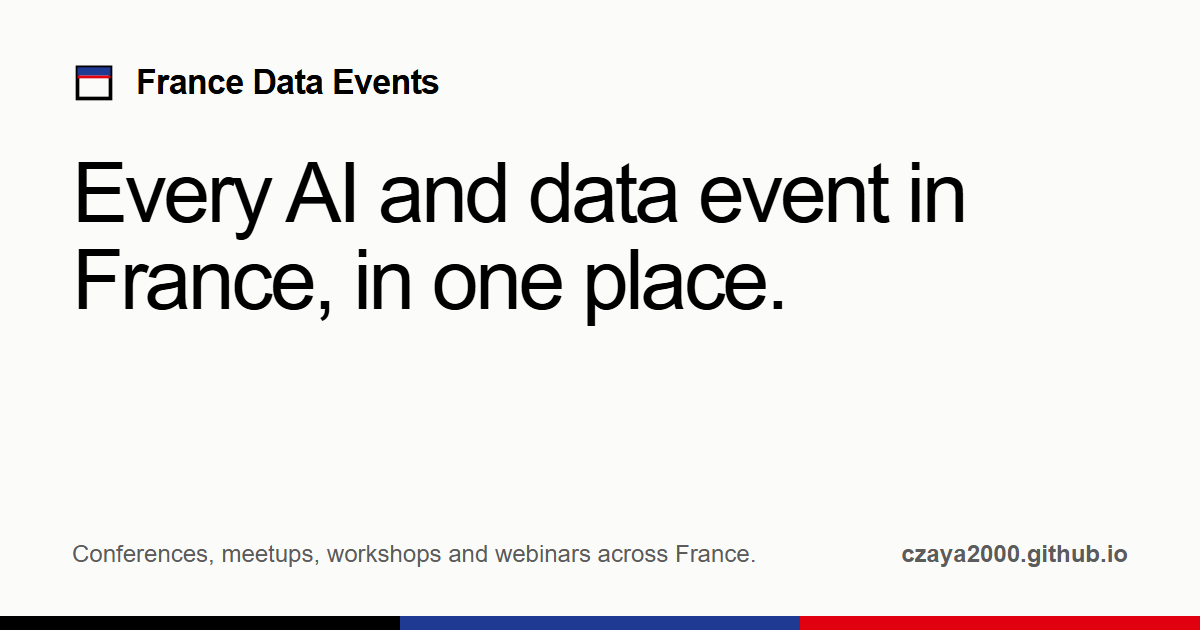 France Data Events
Every AI and data event in
France, in one place.
Conferences, meetups, workshops and webinars across France.
czaya2000.github.io